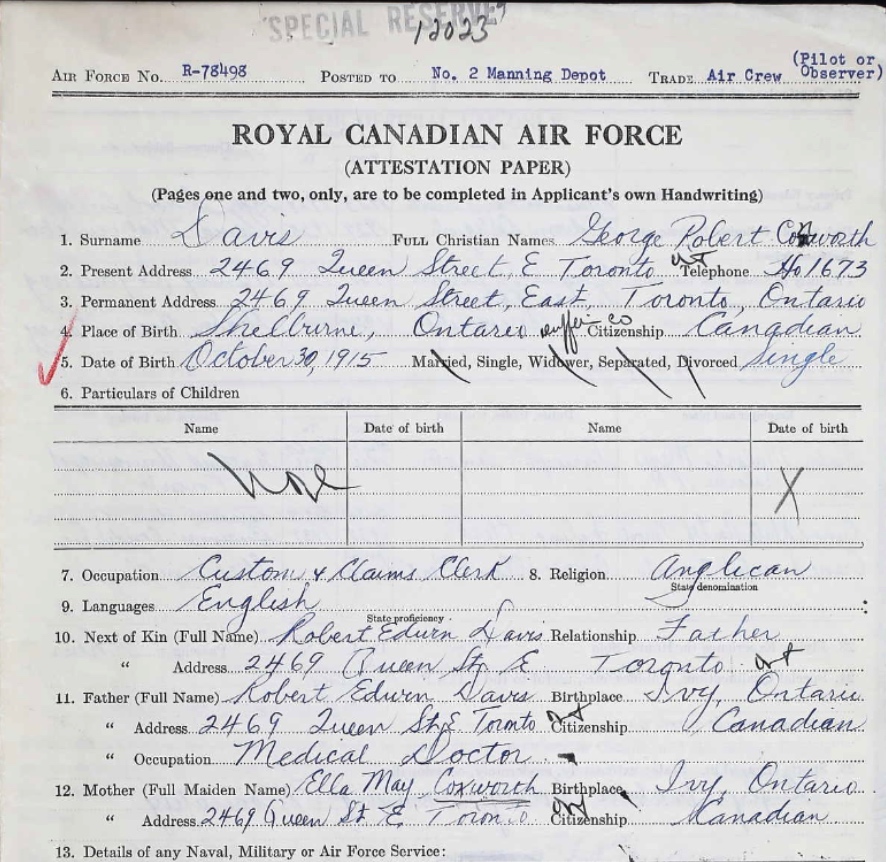 SPECIAL RESERVE
12023
(Pilot or
AIR FORCE NO. R-78498 POSTED TO No. 2 Manning Depot TRADE Air Crew Observer)
ROYAL CANADIAN AIR FORCE
(ATTESTATION PAPER)
(Pages one and two, only, are to be completed in Applicant's own Handwriting)
1. Surname Davis FULL Christian Names George Robert Coxworth
2. Present Address 2469 Queen Street, E Toronto Ont Telephone Ho 1673
3. Permanent Address 2469 Queen Street, East, Toronto, Ontario
4. Place of Birth Shelburne, Ontario Duffer-co Citizenship Canadian
5. Date of Birth October 30, 1915 Married, Single, Widower, Separated, Divorced Single
6. Particulars of Children
Name Date of birth Name Date of birth
None X
7. Occupation Custom & Claims Clerk 8. Religion Anglican
State denomination
9. Languages English
State proficiency
10. Next of Kin (Full Name) Robert Edwin Davis Relationship Father
" Address 2469 Queen St. E Toronto Ont
11. Father (Full Name) Robert Edwin Davis Birthplace Ivy, Ontario
" Address 2469 Queen St. E Toronto Ont Citizenship Canadian
" Occupation Medical Doctor
12. Mother (Full Maiden Name) Ella May Coxworth Birthplace Ivy, Ontario
" Address 2469 Queen St E. Toronto Ont Citizenship Canadian
13. Details of any Naval, Military or Air Force Service: